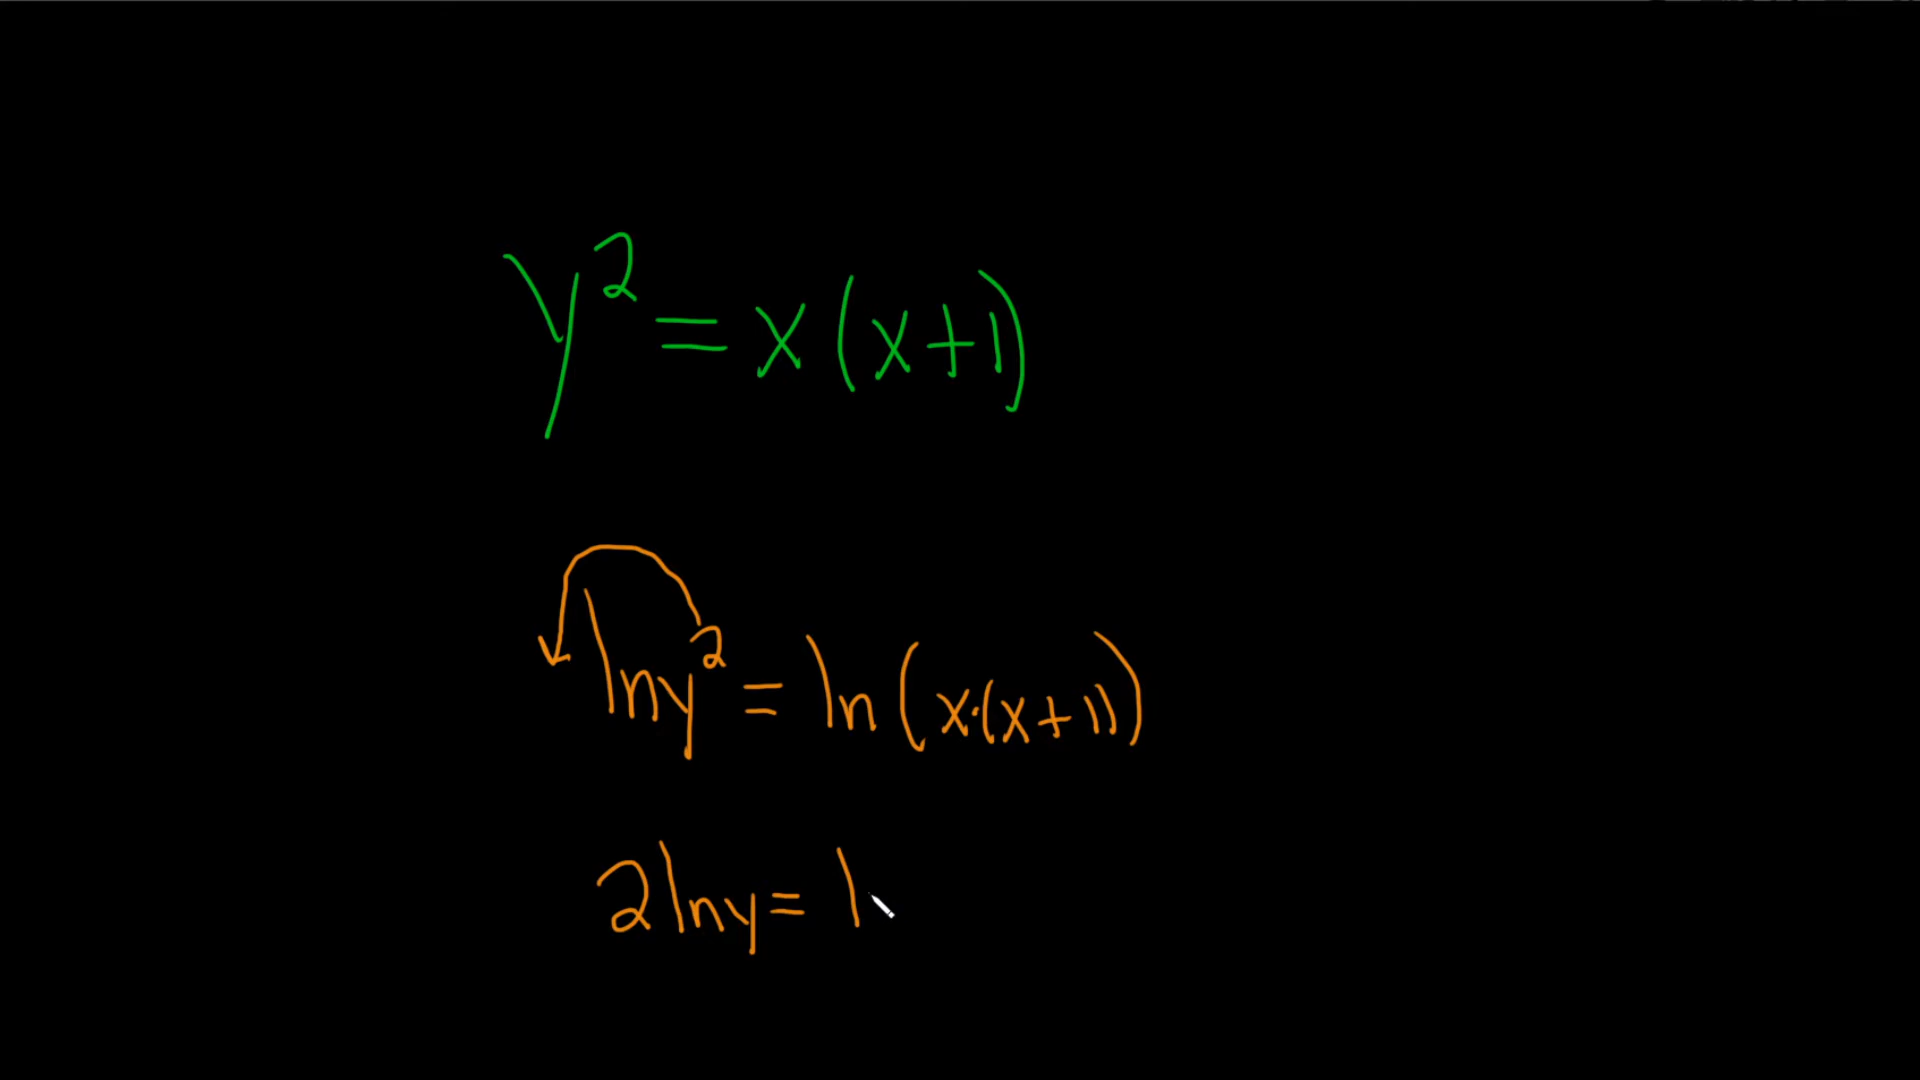 y² = x(x+1)
lny² = ln(x·(x+1))
2lny = l